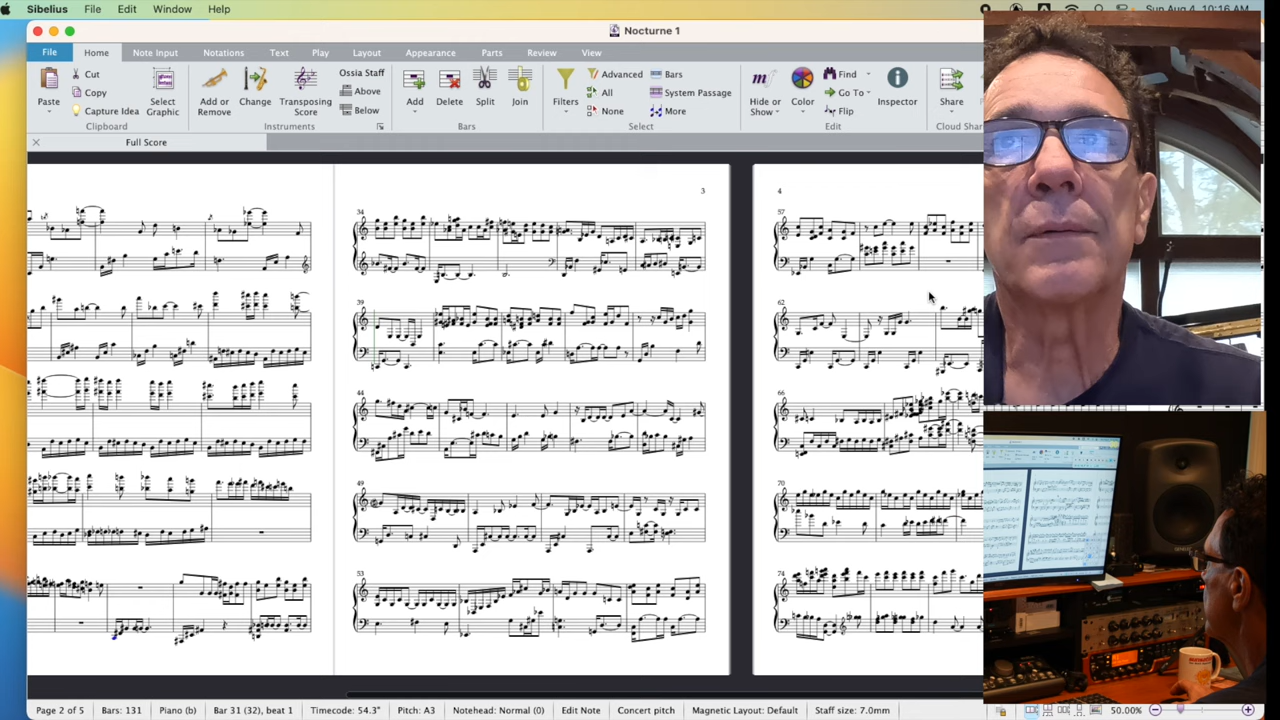 Sibelius File Edit Window Help
Sun Aug 4 10:16 AM
Nocturne 1
File Home Note Input Notations Text Play Layout Appearance Parts Review View
Paste
Cut
Copy
Capture Idea
Select Graphic
Clipboard
Add or Remove
Change
Transposing Score
Ossia Staff
Above
Below
Instruments
Add
Delete
Split
Join
Bars
Filters
Advanced
All
None
Bars
System Passage
More
Select
Hide or Show
Color
Find
Go To
Flip
Inspector
Edit
Share
Cloud Shar
Full Score
3
34
39
44
49
53
4
57
62
66
70
74
Page 2 of 5 Bars: 131 Piano (b) Bar 31 (32), beat 1 Timecode: 54.3" Pitch: A3 Notehead: Normal (0) Edit Note Concert pitch Magnetic Layout: Default Staff size: 7.0mm 50.00%